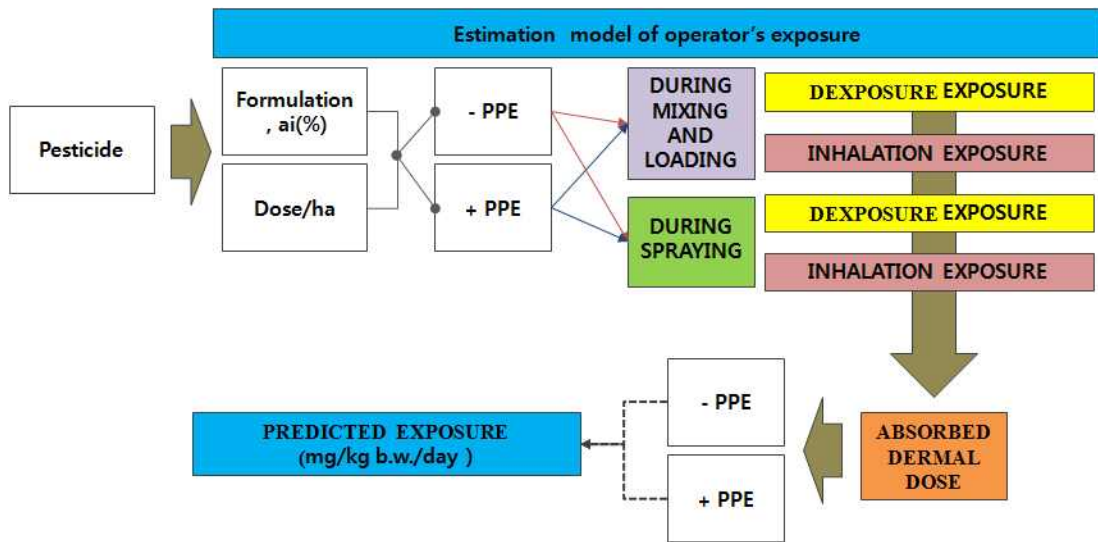 Estimation model of operator's exposure
Pesticide
Formulation
, ai(%)
Dose/ha
- PPE
+ PPE
DURING
MIXING
AND
LOADING
DURING
SPRAYING
DEXPOSURE EXPOSURE
INHALATION EXPOSURE
DEXPOSURE EXPOSURE
INHALATION EXPOSURE
ABSORBED
DERMAL
DOSE
- PPE
+ PPE
PREDICTED EXPOSURE
(mg/kg b.w./day )